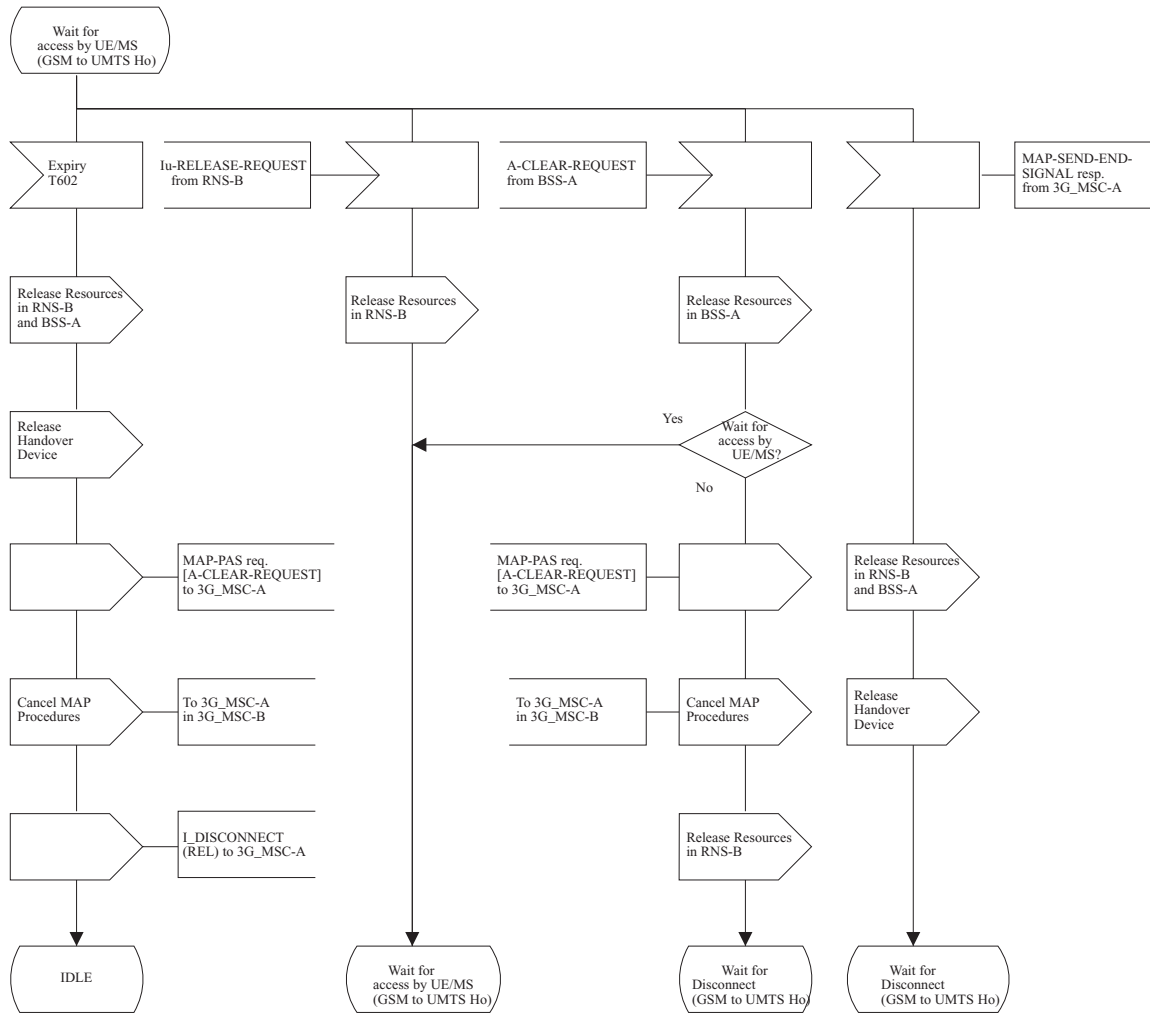 Wait for
access by UE/MS
(GSM to UMTS Ho)
Expiry
T602
Iu-RELEASE-REQUEST
from RNS-B
A-CLEAR-REQUEST
from BSS-A
MAP-SEND-END-
SIGNAL resp.
from 3G_MSC-A
Release Resources
in RNS-B
and BSS-A
Release Resources
in RNS-B
Release Resources
in BSS-A
Release
Handover
Device
Yes
Wait for
access by
UE/MS?
No
MAP-PAS req.
[A-CLEAR-REQUEST]
to 3G_MSC-A
MAP-PAS req.
[A-CLEAR-REQUEST]
to 3G_MSC-A
Release Resources
in RNS-B
and BSS-A
Cancel MAP
Procedures
To 3G_MSC-A
in 3G_MSC-B
To 3G_MSC-A
in 3G_MSC-B
Cancel MAP
Procedures
Release
Handover
Device
I_DISCONNECT
(REL) to 3G_MSC-A
Release Resources
in RNS-B
IDLE
Wait for
access by UE/MS
(GSM to UMTS Ho)
Wait for
Disconnect
(GSM to UMTS Ho)
Wait for
Disconnect
(GSM to UMTS Ho)